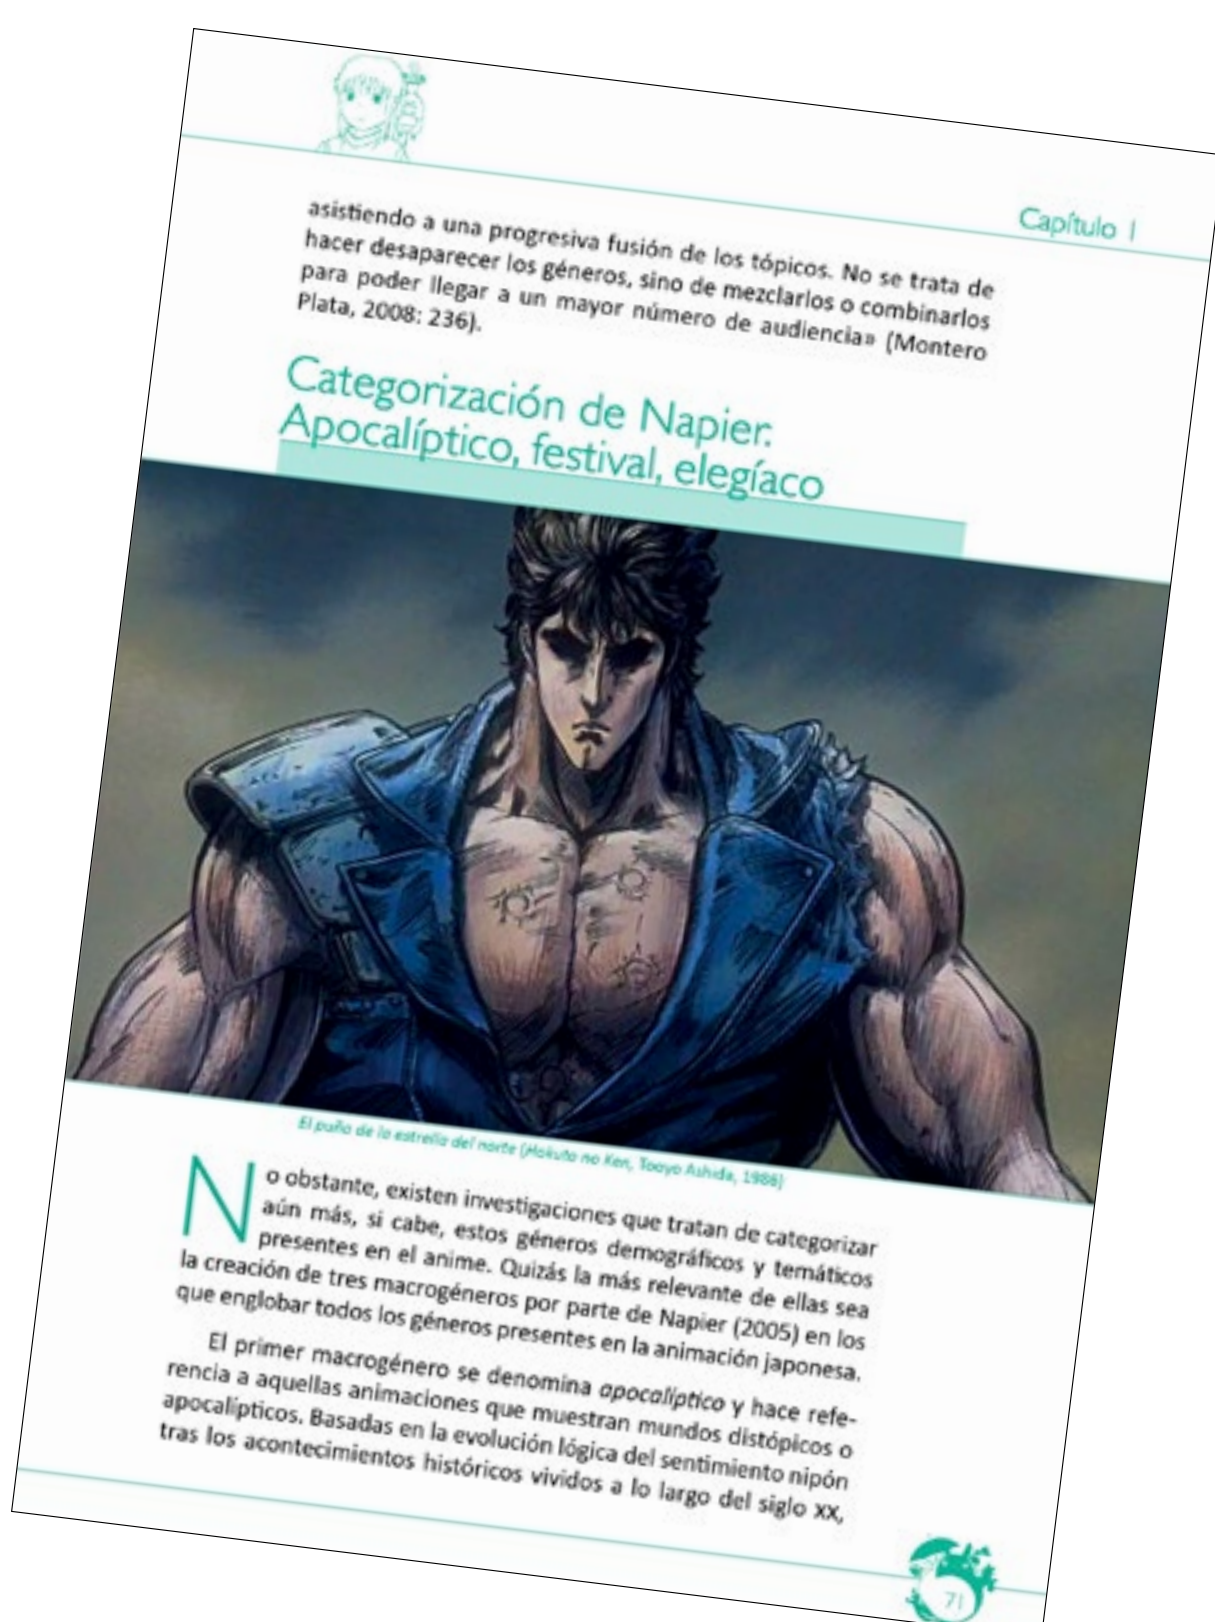 Capítulo 1
asistiendo a una progresiva fusión de los tópicos. No se trata de
hacer desaparecer los géneros, sino de mezclarlos o combinarlos
para poder llegar a un mayor número de audiencia» (Montero
Plata, 2008: 236).
Categorización de Napier:
Apocalíptico, festival, elegíaco
El puño de la estrella del norte (Hokuto no Ken, Tooyo Ashida, 1986)
No obstante, existen investigaciones que tratan de categorizar
aún más, si cabe, estos géneros demográficos y temáticos
presentes en el anime. Quizás la más relevante de ellas sea
la creación de tres macrogéneros por parte de Napier (2005) en los
que englobar todos los géneros presentes en la animación japonesa.
El primer macrogénero se denomina apocalíptico y hace refe-
rencia a aquellas animaciones que muestran mundos distópicos o
apocalípticos. Basadas en la evolución lógica del sentimiento nipón
tras los acontecimientos históricos vividos a lo largo del siglo xx,
71